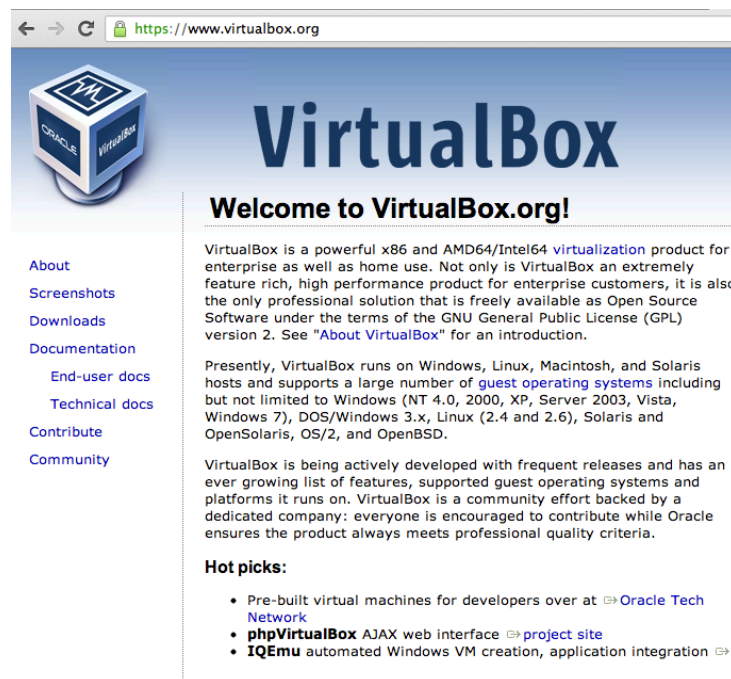 https://www.virtualbox.org
ORACLE
VirtualBox
VirtualBox
Welcome to VirtualBox.org!
About
Screenshots
Downloads
Documentation
End-user docs
Technical docs
Contribute
Community
VirtualBox is a powerful x86 and AMD64/Intel64 virtualization product for
enterprise as well as home use. Not only is VirtualBox an extremely
feature rich, high performance product for enterprise customers, it is also
the only professional solution that is freely available as Open Source
Software under the terms of the GNU General Public License (GPL)
version 2. See "About VirtualBox" for an introduction.
Presently, VirtualBox runs on Windows, Linux, Macintosh, and Solaris
hosts and supports a large number of guest operating systems including
but not limited to Windows (NT 4.0, 2000, XP, Server 2003, Vista,
Windows 7), DOS/Windows 3.x, Linux (2.4 and 2.6), Solaris and
OpenSolaris, OS/2, and OpenBSD.
VirtualBox is being actively developed with frequent releases and has an
ever growing list of features, supported guest operating systems and
platforms it runs on. VirtualBox is a community effort backed by a
dedicated company: everyone is encouraged to contribute while Oracle
ensures the product always meets professional quality criteria.
Hot picks:
• Pre-built virtual machines for developers over at Oracle Tech
Network
• phpVirtualBox AJAX web interface project site
• IQEmu automated Windows VM creation, application integration